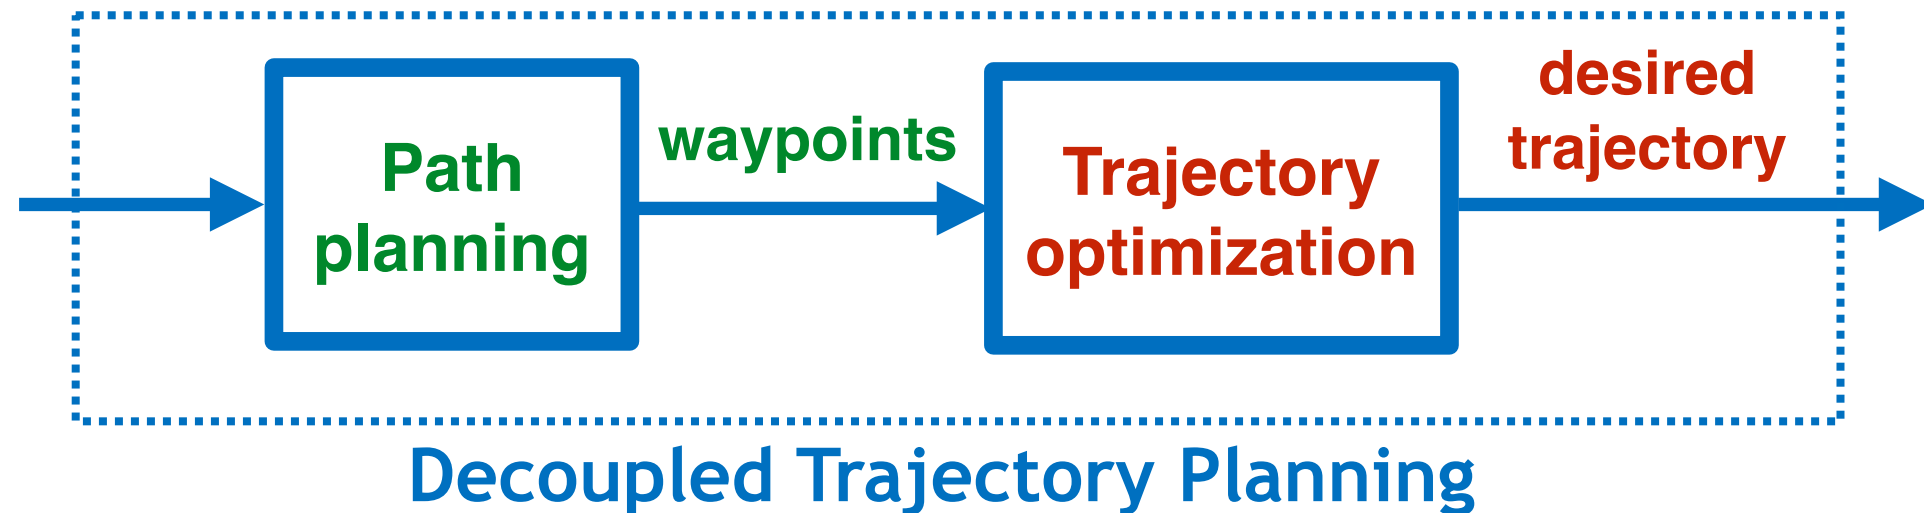 Path
planning
waypoints
Trajectory
optimization
desired
trajectory
Decoupled Trajectory Planning